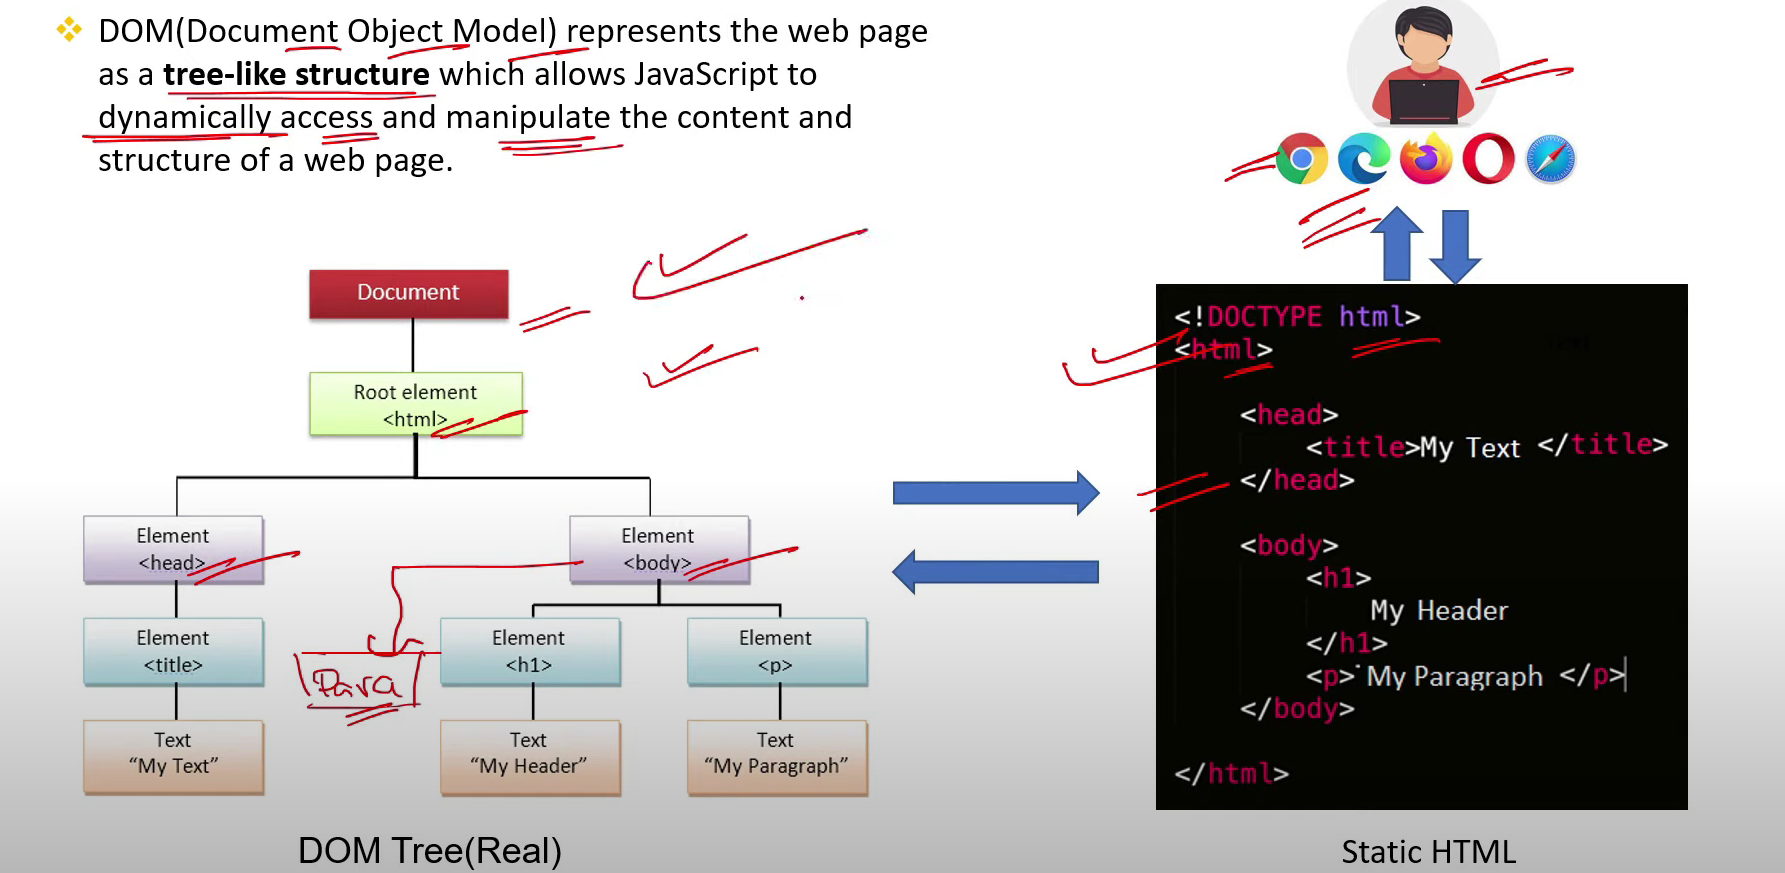 DOM(Document Object Model) represents the web page
as a tree-like structure which allows JavaScript to
dynamically access and manipulate the content and
structure of a web page.
Document
Root element
<html>
Element
<head>
Element
<body>
Element
<title>
Para
Element
<h1>
Element
<p>
Text
“My Text”
Text
“My Header”
Text
“My Paragraph”
DOM Tree(Real)
<!DOCTYPE html>
<html>
<head>
<title>My Text </title>
</head>
<body>
<h1>
My Header
</h1>
<p> My Paragraph </p>
</body>
</html>
Static HTML